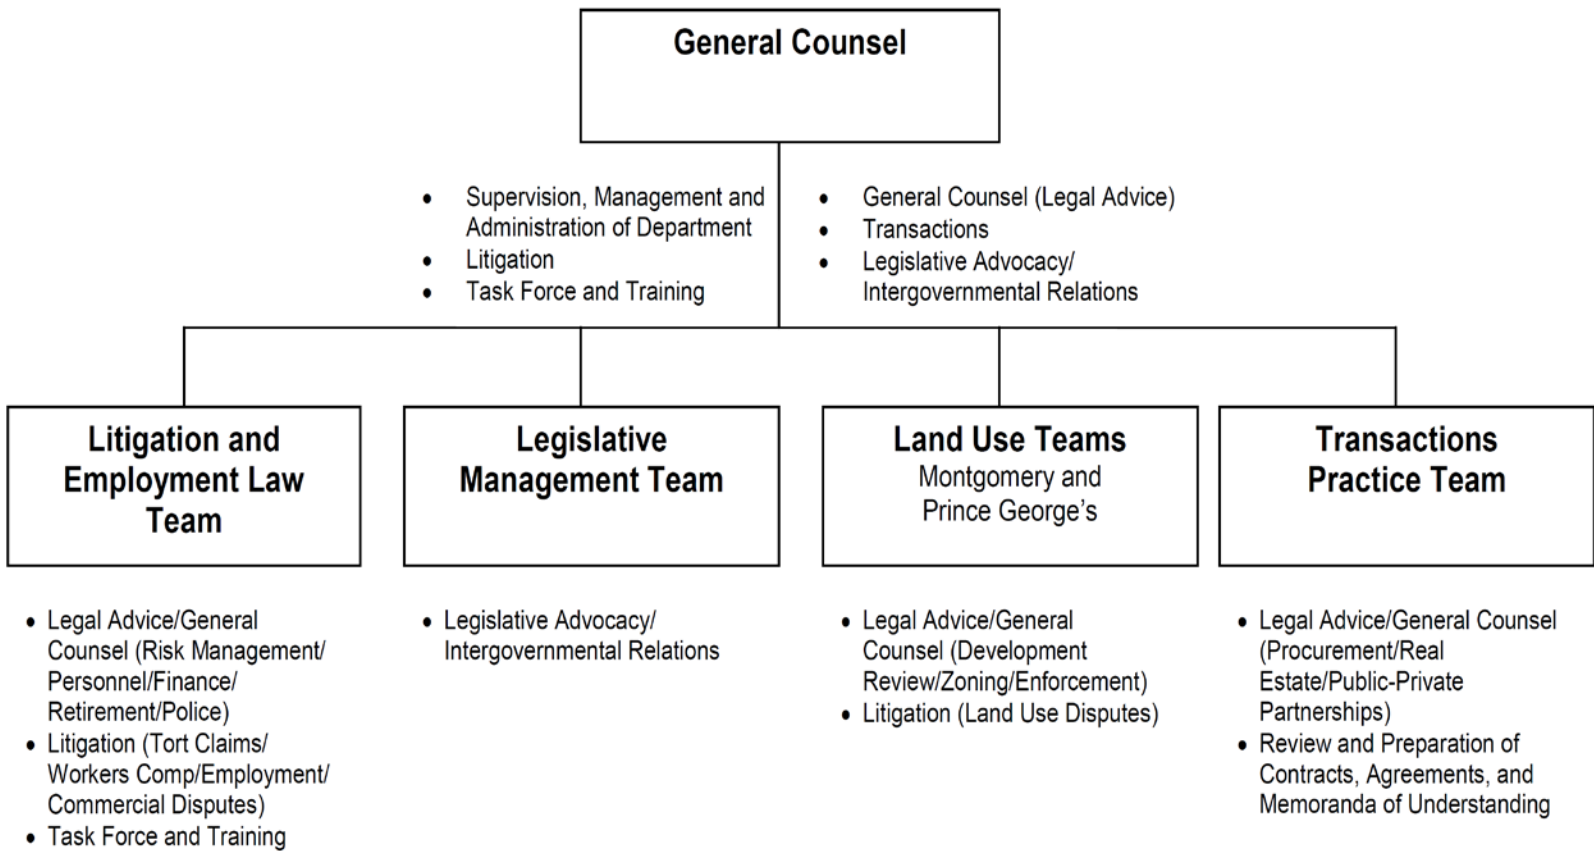 General Counsel
• Supervision, Management and
Administration of Department
• Litigation
• Task Force and Training
• General Counsel (Legal Advice)
• Transactions
• Legislative Advocacy/
Intergovernmental Relations
Litigation and
Employment Law
Team
Legislative
Management Team
Land Use Teams
Montgomery and
Prince George’s
Transactions
Practice Team
• Legal Advice/General
Counsel (Risk Management/
Personnel/Finance/
Retirement/Police)
• Litigation (Tort Claims/
Workers Comp/Employment/
Commercial Disputes)
• Task Force and Training
• Legislative Advocacy/
Intergovernmental Relations
• Legal Advice/General
Counsel (Development
Review/Zoning/Enforcement)
• Litigation (Land Use Disputes)
• Legal Advice/General Counsel
(Procurement/Real
Estate/Public-Private
Partnerships)
• Review and Preparation of
Contracts, Agreements, and
Memoranda of Understanding